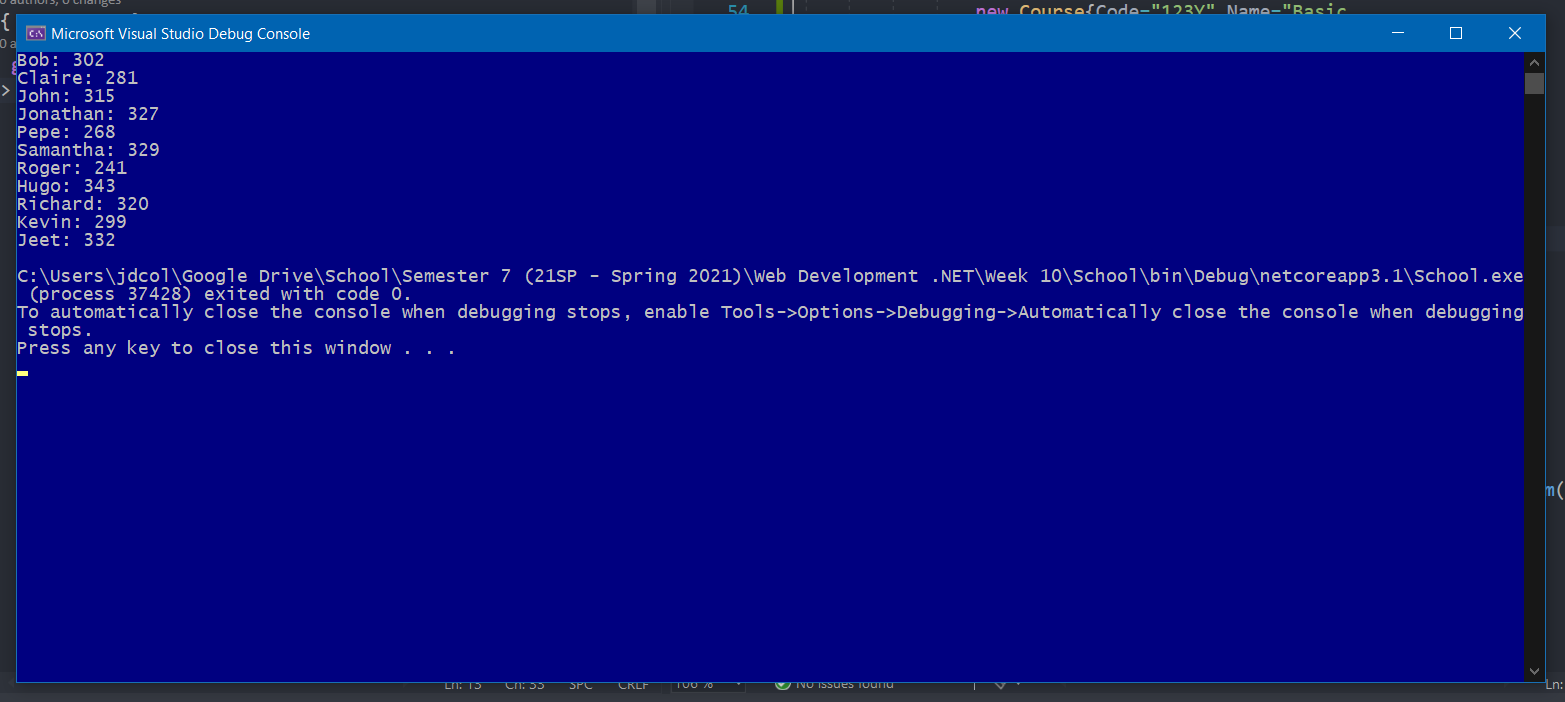 0 authors, 0 changes
54
new Course{Code="123Y" Name="Basic
{
Microsoft Visual Studio Debug Console
0 a
Bob: 302
Claire: 281
>
John: 315
Jonathan: 327
Pepe: 268
Samantha: 329
Roger: 241
Hugo: 343
Richard: 320
Kevin: 299
Jeet: 332
C:\Users\jdcol\Google Drive\School\Semester 7 (21SP - Spring 2021)\Web Development .NET\Week 10\School\bin\Debug\netcoreapp3.1\School.exe
(process 37428) exited with code 0.
To automatically close the console when debugging stops, enable Tools->Options->Debugging->Automatically close the console when debugging
stops.
Press any key to close this window . . .
m(
Ln: 13 Ch: 33 SPC CRLF 106 % No issues found Ln: